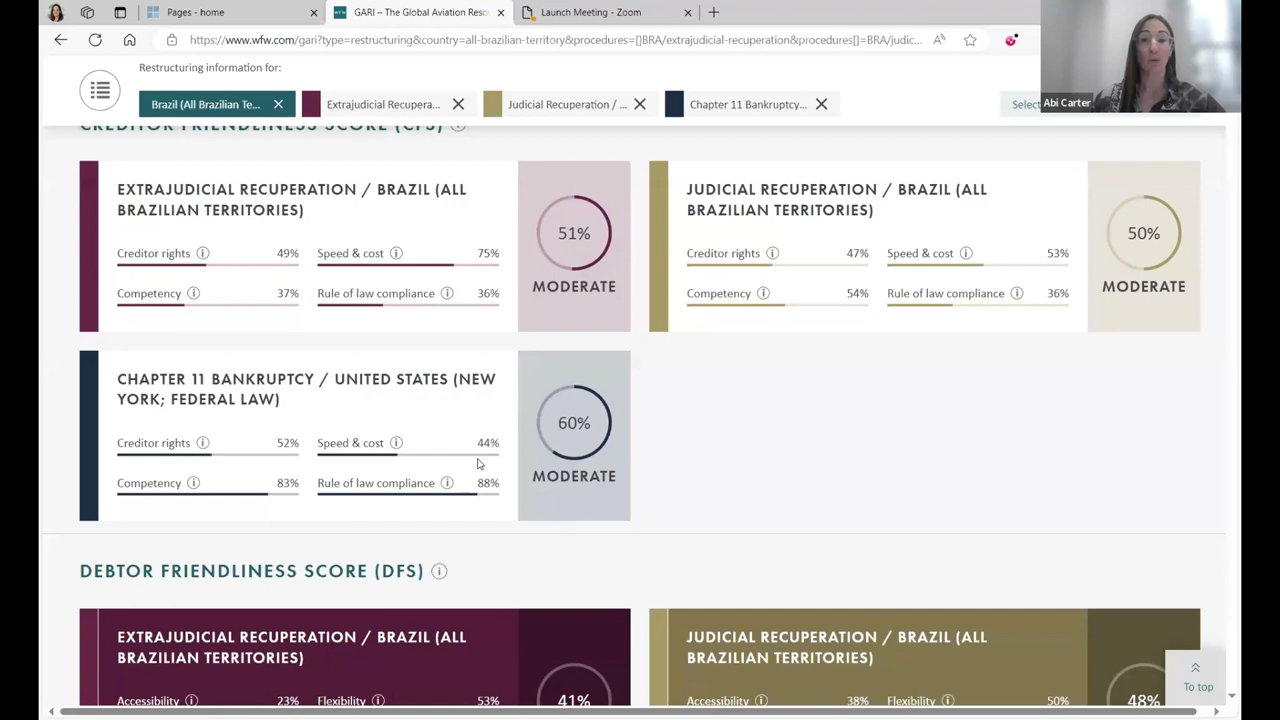 Pages - home
GARI – The Global Aviation Reso
Launch Meeting - Zoom
https://www.wfw.com/gari?type=restructuring&country=all-brazilian-territory&procedures=[]BRA/extrajudicial-recuperation&procedures[]=BRA/judic...
Restructuring information for:
Brazil (All Brazilian Te...
Extrajudicial Recupera...
Judicial Recuperation / ...
Chapter 11 Bankruptcy...
Select
Abi Carter
CREDITOR FRIENDLINESS SCORE (CFS)
EXTRAJUDICIAL RECUPERATION / BRAZIL (ALL
BRAZILIAN TERRITORIES)
Creditor rights 49%
Speed & cost 75%
Competency 37%
Rule of law compliance 36%
51%
MODERATE
JUDICIAL RECUPERATION / BRAZIL (ALL
BRAZILIAN TERRITORIES)
Creditor rights 47%
Speed & cost 53%
Competency 54%
Rule of law compliance 36%
50%
MODERATE
CHAPTER 11 BANKRUPTCY / UNITED STATES (NEW
YORK; FEDERAL LAW)
Creditor rights 52%
Speed & cost 44%
Competency 83%
Rule of law compliance 88%
60%
MODERATE
DEBTOR FRIENDLINESS SCORE (DFS)
EXTRAJUDICIAL RECUPERATION / BRAZIL (ALL
BRAZILIAN TERRITORIES)
Accessibility 23%
Flexibility 53%
41%
JUDICIAL RECUPERATION / BRAZIL (ALL
BRAZILIAN TERRITORIES)
Accessibility 38%
Flexibility 50%
48%
To top